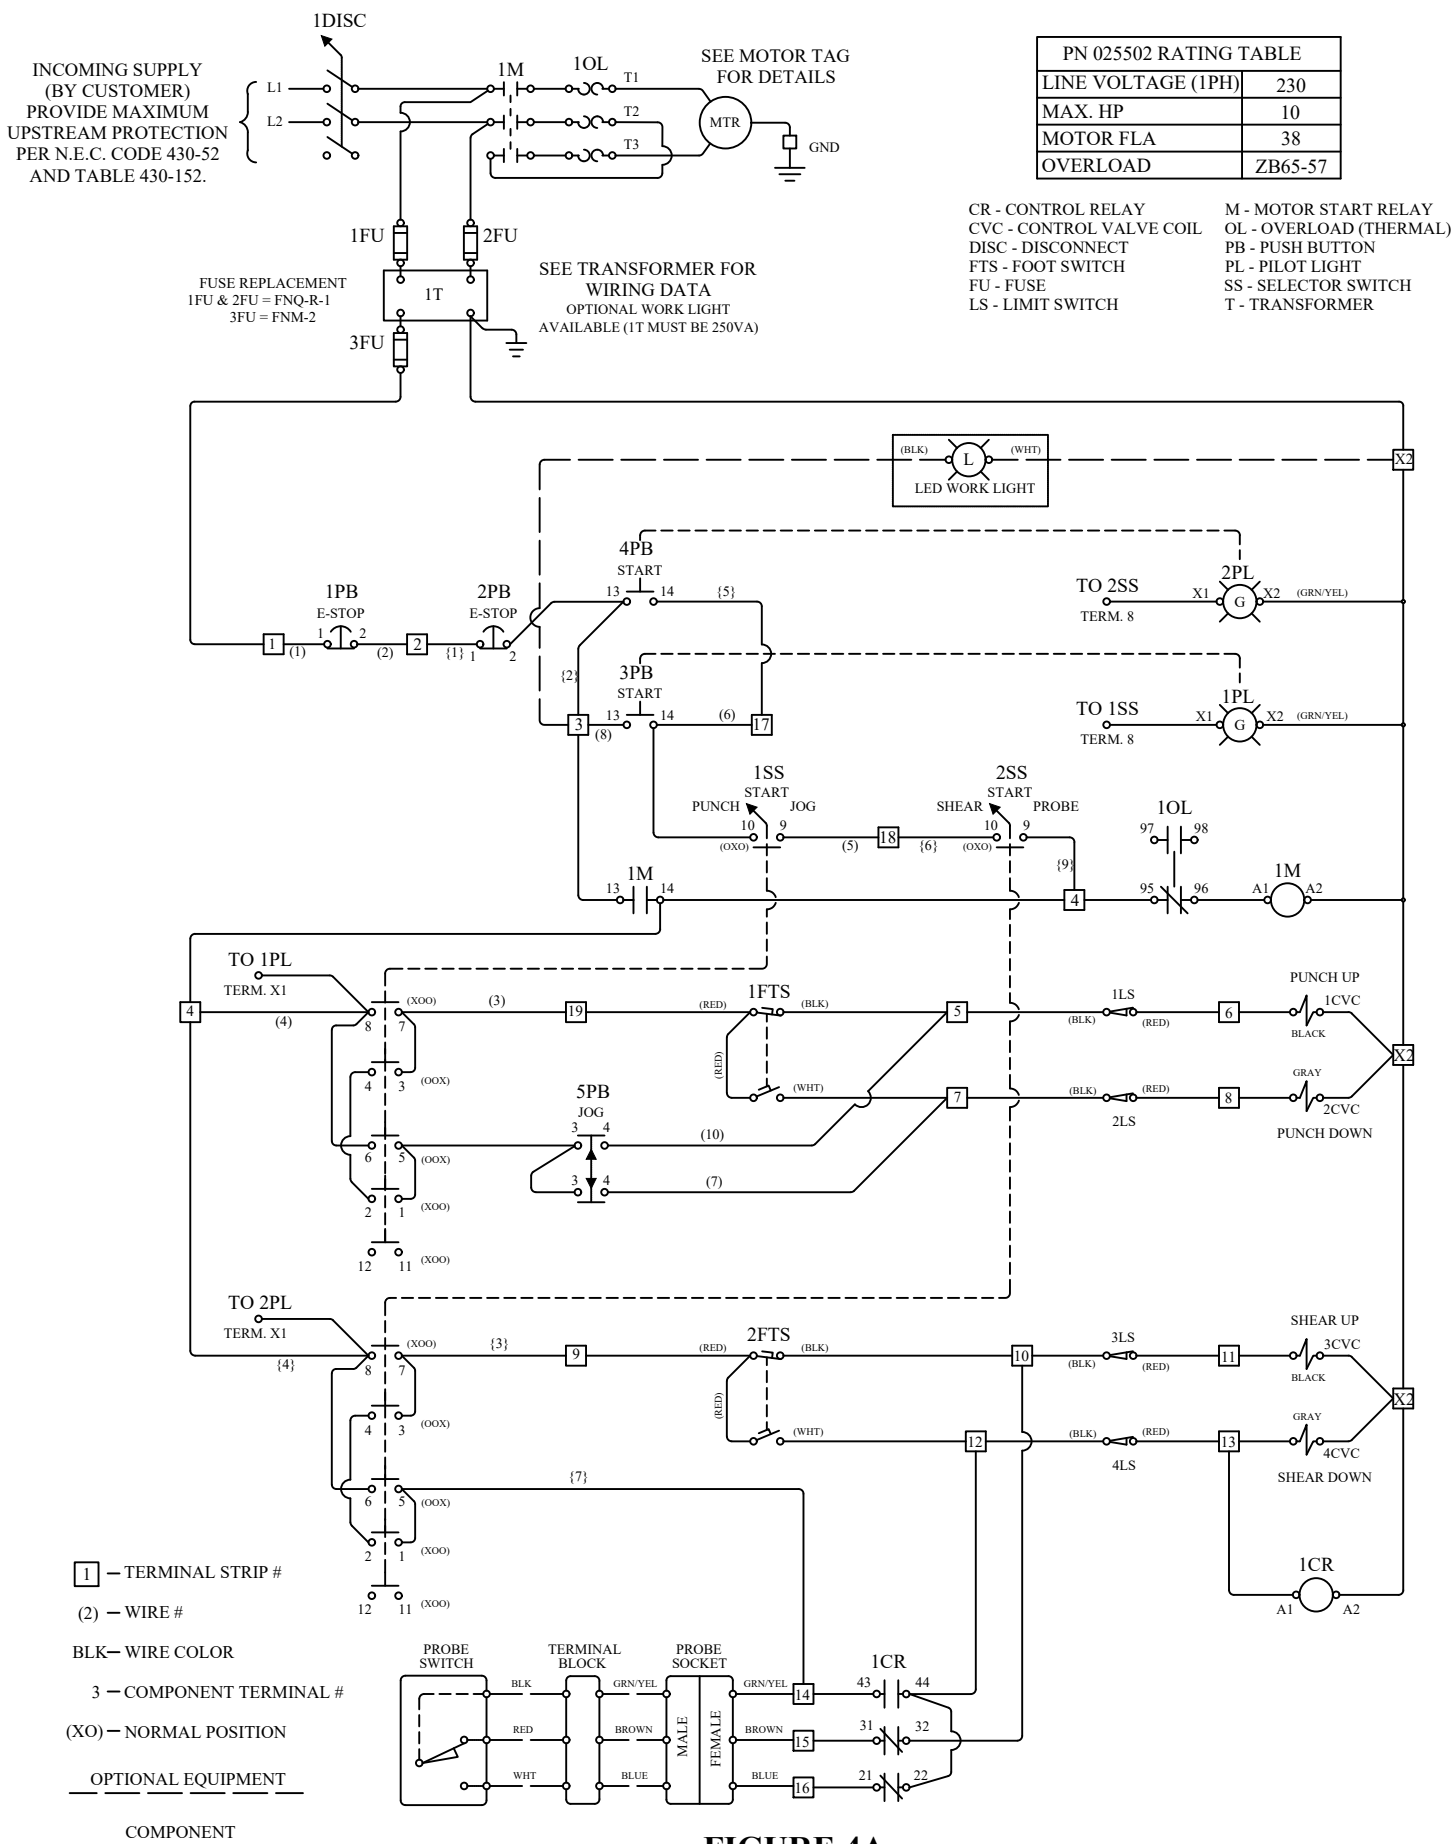 1DISC
INCOMING SUPPLY
(BY CUSTOMER)
PROVIDE MAXIMUM
UPSTREAM PROTECTION
PER N.E.C. CODE 430-52
AND TABLE 430-152.
L1
L2
1M
1OL
T1
T2
T3
SEE MOTOR TAG
FOR DETAILS
MTR
GND
PN 025502 RATING TABLE
LINE VOLTAGE (1PH) 230
MAX. HP 10
MOTOR FLA 38
OVERLOAD ZB65-57
CR - CONTROL RELAY
CVC - CONTROL VALVE COIL
DISC - DISCONNECT
FTS - FOOT SWITCH
FU - FUSE
LS - LIMIT SWITCH
M - MOTOR START RELAY
OL - OVERLOAD (THERMAL)
PB - PUSH BUTTON
PL - PILOT LIGHT
SS - SELECTOR SWITCH
T - TRANSFORMER
1FU
2FU
FUSE REPLACEMENT
1FU & 2FU = FNQ-R-1
3FU = FNM-2
1T
SEE TRANSFORMER FOR
WIRING DATA
OPTIONAL WORK LIGHT
AVAILABLE (1T MUST BE 250VA)
3FU
(BLK) L (WHT)
LED WORK LIGHT
X2
4PB
START
13 14 {5}
TO 2SS
TERM. 8
2PL
X1 G X2 (GRN/YEL)
1PB
E-STOP
1 2
2PB
E-STOP
1 (1) (2) 2 {1} 1 2
{2}
3PB
START
3 (8) 13 14 (6) 17
TO 1SS
TERM. 8
1PL
X1 G X2 (GRN/YEL)
1SS
START
PUNCH JOG
10 9
(OXO) (5) 18 {6}
2SS
START
SHEAR PROBE
10 9
(OXO)
{9}
1OL
97 98
1M
13 14
4
95 96
1M
A1 A2
TO 1PL
TERM. X1
4 (4) 8 7 (XOO) (3) 19
4 3 (OOX)
6 5 (OOX)
2 1 (XOO)
12 11 (XOO)
1FTS
(RED) (BLK)
(RED)
(WHT)
5PB
JOG
3 4 (10)
3 4 (7)
5
1LS
(BLK) (RED)
6
PUNCH UP
1CVC
BLACK
X2
7
(BLK) (RED)
2LS
8
GRAY
2CVC
PUNCH DOWN
TO 2PL
TERM. X1
{4} 8 7 (XOO) {3} 9
4 3 (OOX)
6 5 (OOX) {7}
2 1 (XOO)
12 11 (XOO)
2FTS
(RED) (BLK)
(RED)
(WHT)
10
3LS
(BLK) (RED)
11
SHEAR UP
3CVC
BLACK
X2
12
(BLK) (RED)
4LS
13
GRAY
4CVC
SHEAR DOWN
1CR
A1 A2
1 – TERMINAL STRIP #
(2) – WIRE #
BLK – WIRE COLOR
3 – COMPONENT TERMINAL #
(XO) – NORMAL POSITION
OPTIONAL EQUIPMENT
COMPONENT
PROBE
SWITCH
TERMINAL
BLOCK
PROBE
SOCKET
MALE
FEMALE
BLK GRN/YEL GRN/YEL 14
RED BROWN BROWN 15
WHT BLUE BLUE 16
1CR
43 44
31 32
21 22
FIGURE 4A